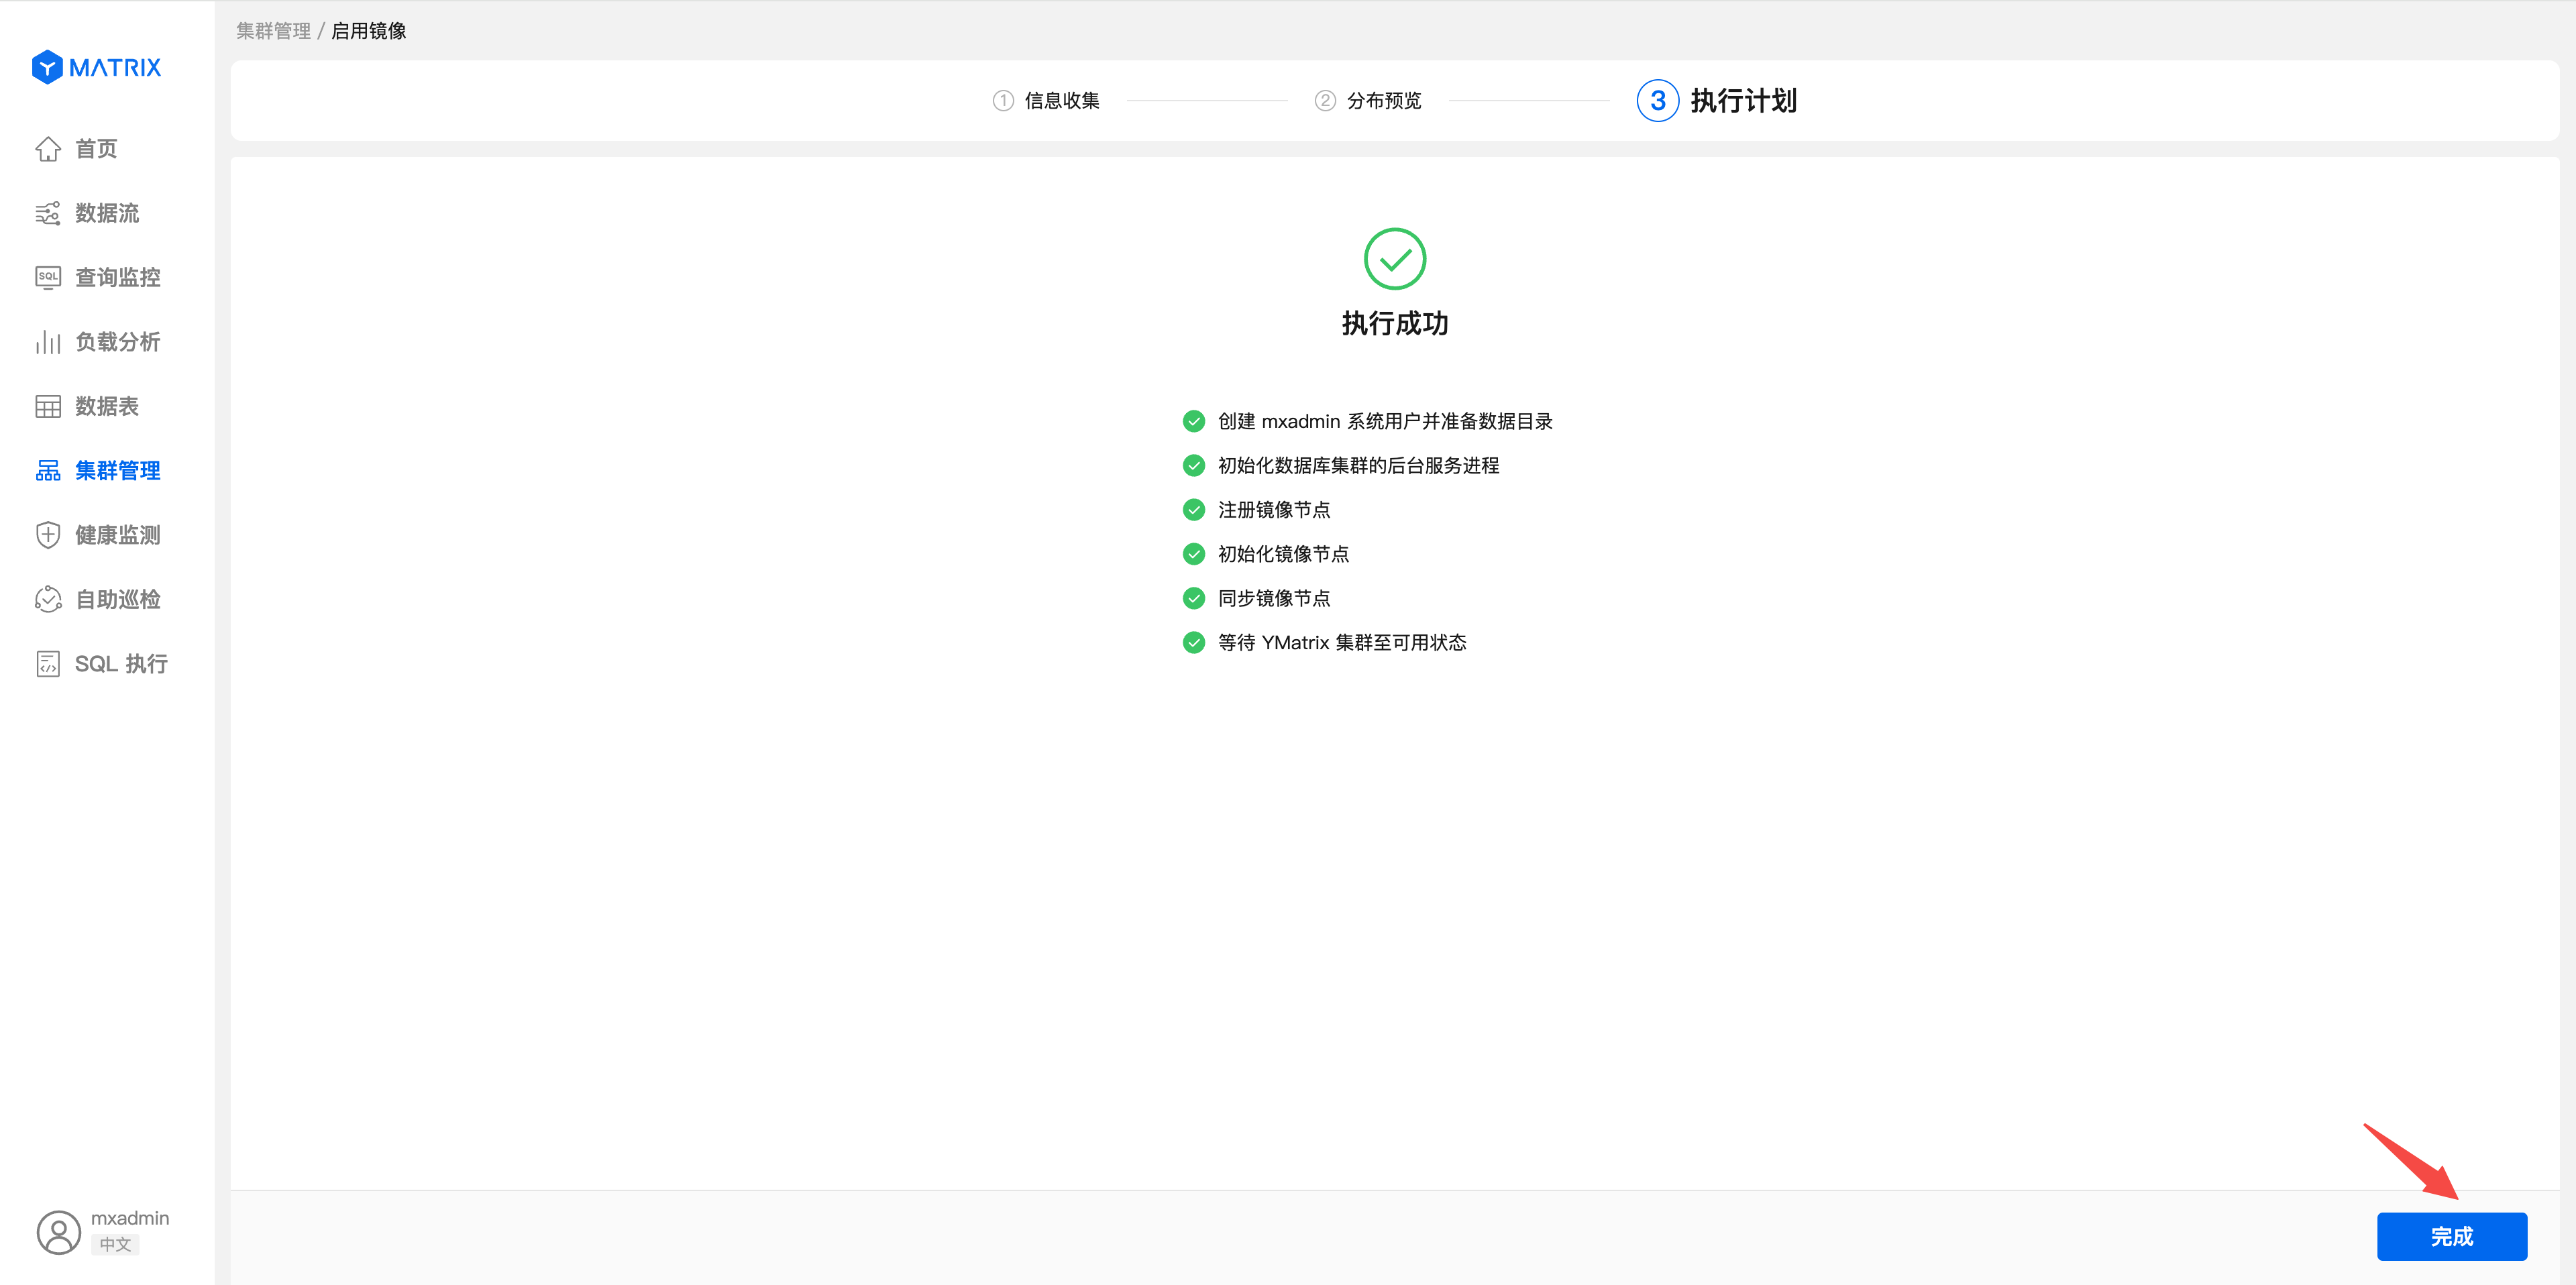 MATRIX
首页
数据流
SQL 查询监控
负载分析
数据表
集群管理
健康监测
自助巡检
SQL 执行
mxadmin
中文
集群管理 / 启用镜像
1 信息收集
2 分布预览
3 执行计划
执行成功
创建 mxadmin 系统用户并准备数据目录
初始化数据库集群的后台服务进程
注册镜像节点
初始化镜像节点
同步镜像节点
等待 YMatrix 集群至可用状态
完成